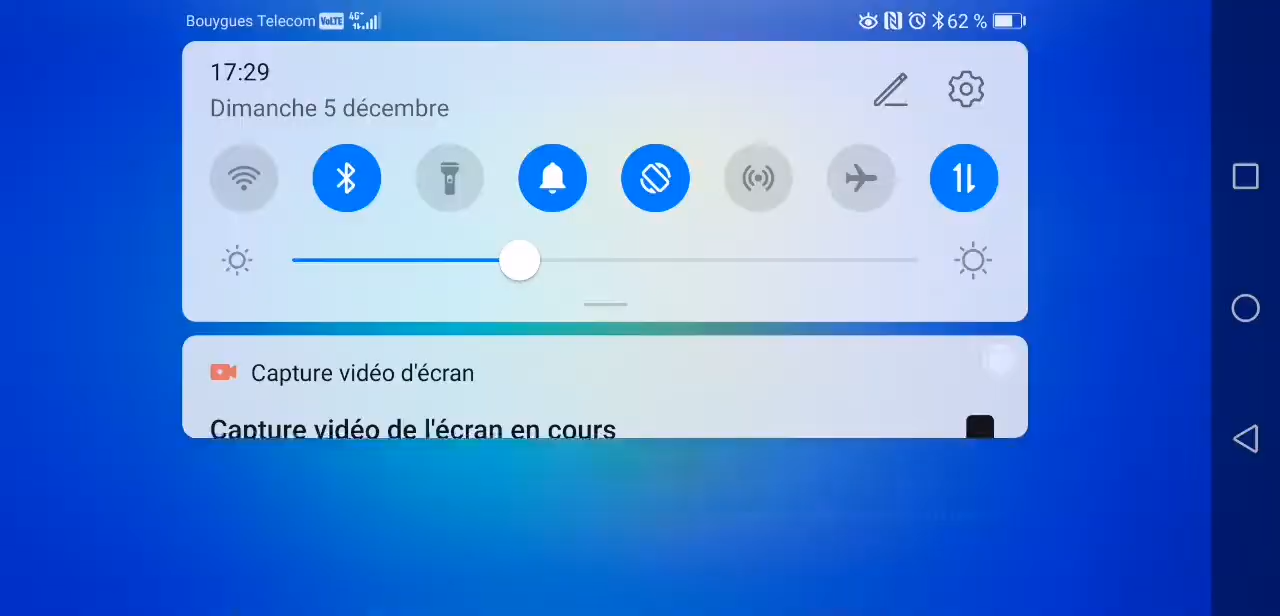 Bouygues Telecom VoLTE 4G+ 62 %
17:29
Dimanche 5 décembre
Capture vidéo d'écran
Capture vidéo de l'écran en cours